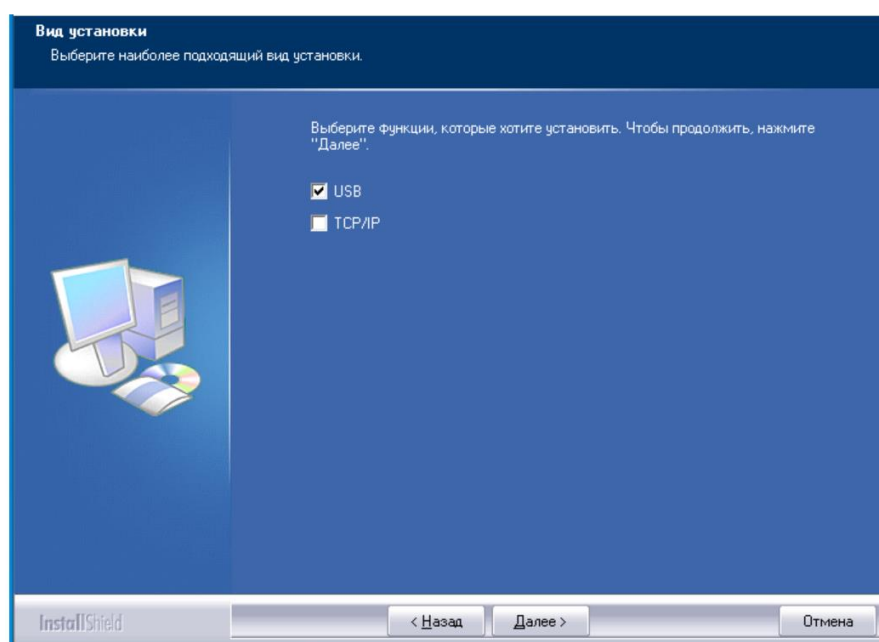 Вид установки
Выберите наиболее подходящий вид установки.
Выберите функции, которые хотите установить. Чтобы продолжить, нажмите
"Далее".
USB
TCP/IP
InstallShield
< Назад
Далее >
Отмена